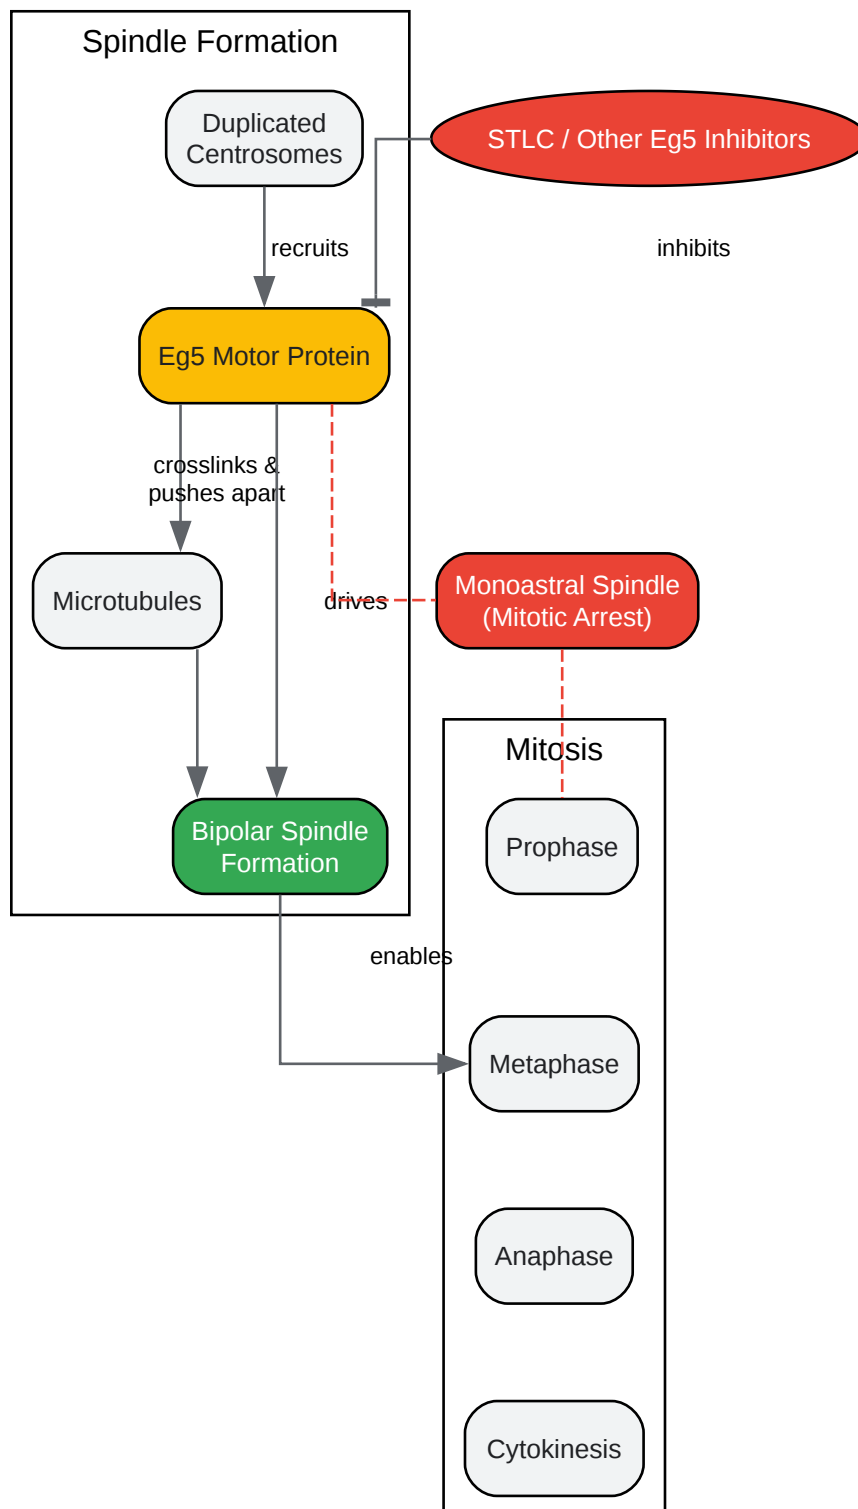 Spindle Formation
Duplicated
Centrosomes
STLC / Other Eg5 Inhibitors
recruits
inhibits
Eg5 Motor Protein
crosslinks &
pushes apart
Microtubules
drives
Monoastral Spindle
(Mitotic Arrest)
Mitosis
Bipolar Spindle
Formation
Prophase
enables
Metaphase
Anaphase
Cytokinesis